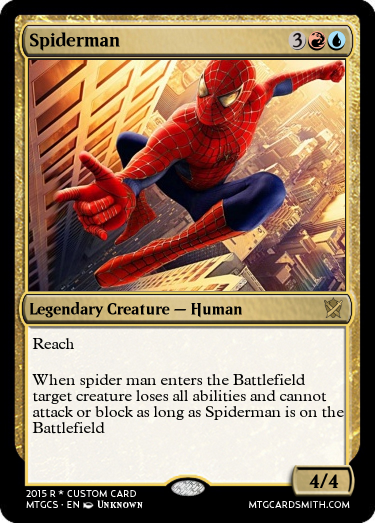 Spiderman 3
Legendary Creature — Human
Reach
When spider man enters the Battlefield
target creature loses all abilities and cannot
attack or block as long as Spiderman is on the
Battlefield
4/4
2015 R * CUSTOM CARD
MTGCS · EN UNKNOWN
MTGCARDSMITH.COM